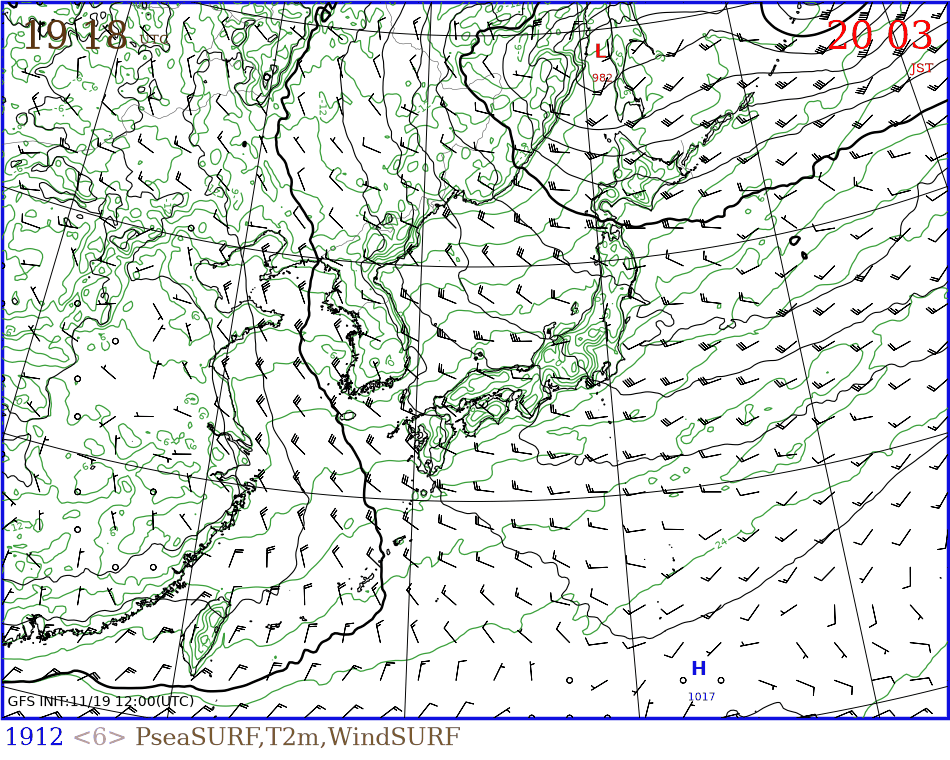 19 18 UTC
20 03
JST
L
982
24
H
1017
GFS INIT:11/19 12:00(UTC)
1912 <6> PseaSURF,T2m,WindSURF